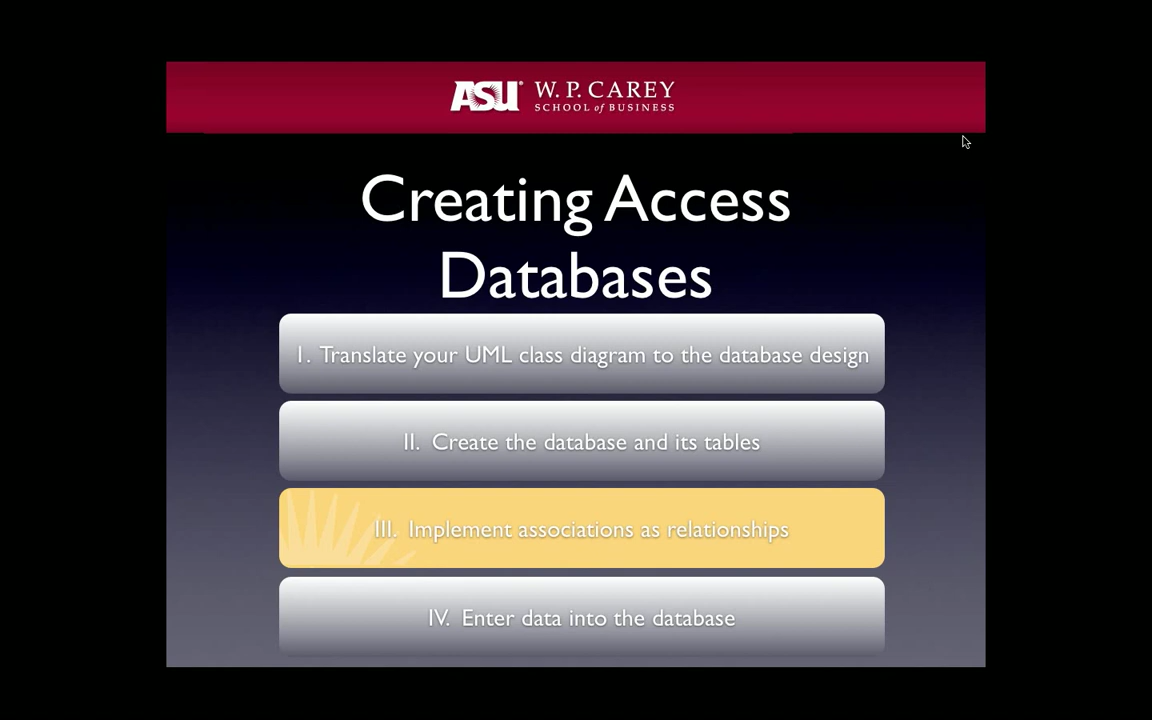 ASU W. P. CAREY
SCHOOL of BUSINESS
Creating Access
Databases
I. Translate your UML class diagram to the database design
II. Create the database and its tables
III. Implement associations as relationships
IV. Enter data into the database